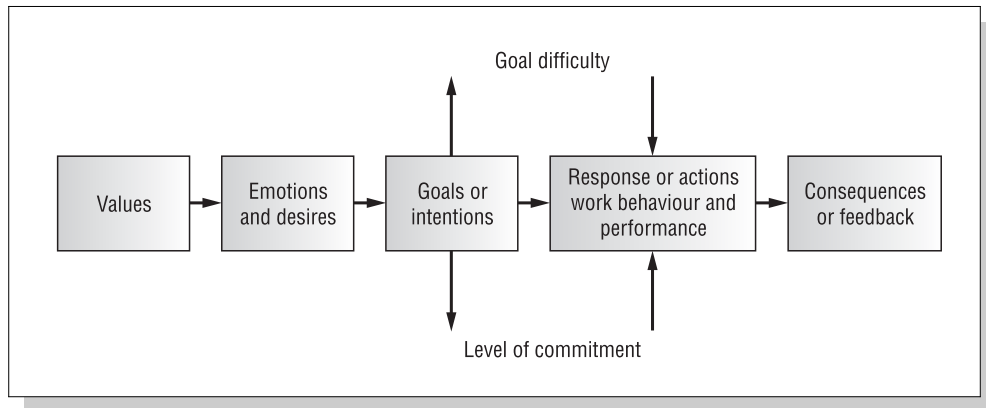 Goal difficulty
Values
Emotions
and desires
Goals or
intentions
Response or actions
work behaviour and
performance
Consequences
or feedback
Level of commitment